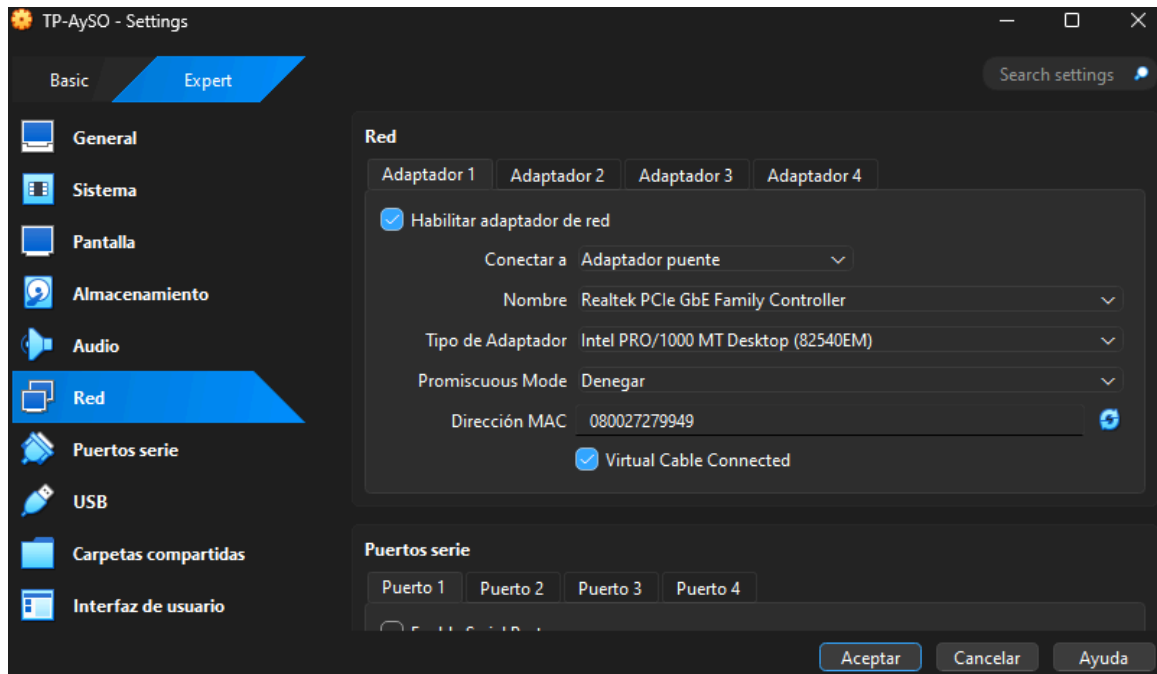 TP-AySO - Settings
Basic Expert Search settings
General
Sistema
Pantalla
Almacenamiento
Audio
Red
Puertos serie
USB
Carpetas compartidas
Interfaz de usuario
Red
Adaptador 1 Adaptador 2 Adaptador 3 Adaptador 4
Habilitar adaptador de red
Conectar a Adaptador puente
Nombre Realtek PCIe GbE Family Controller
Tipo de Adaptador Intel PRO/1000 MT Desktop (82540EM)
Promiscuous Mode Denegar
Dirección MAC 080027279949
Virtual Cable Connected
Puertos serie
Puerto 1 Puerto 2 Puerto 3 Puerto 4
Aceptar Cancelar Ayuda